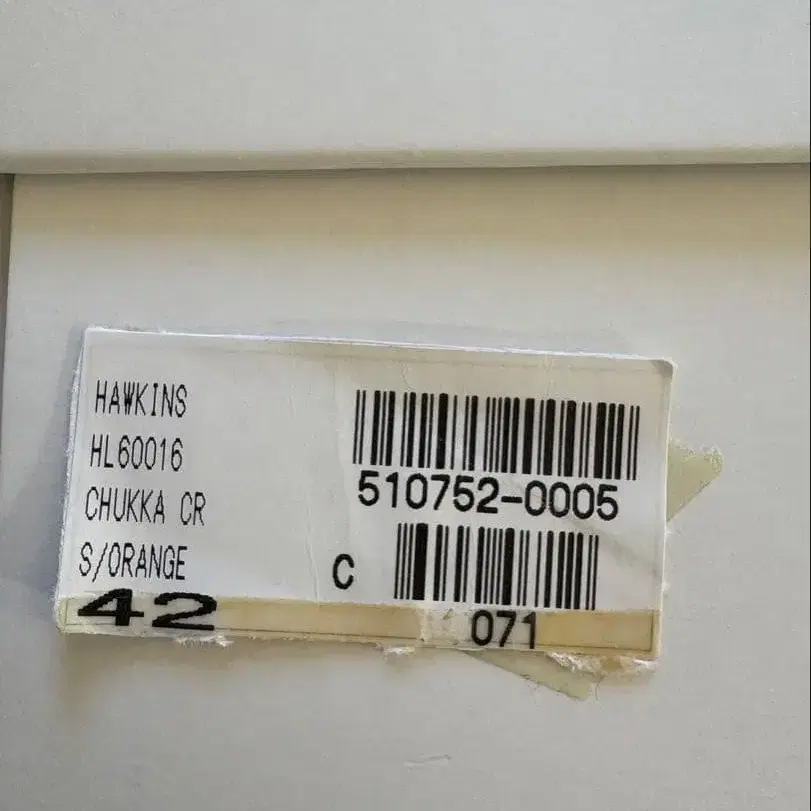 HAWKINS
HL60016
CHUKKA CR
S/ORANGE
42
510752-0005
C
071